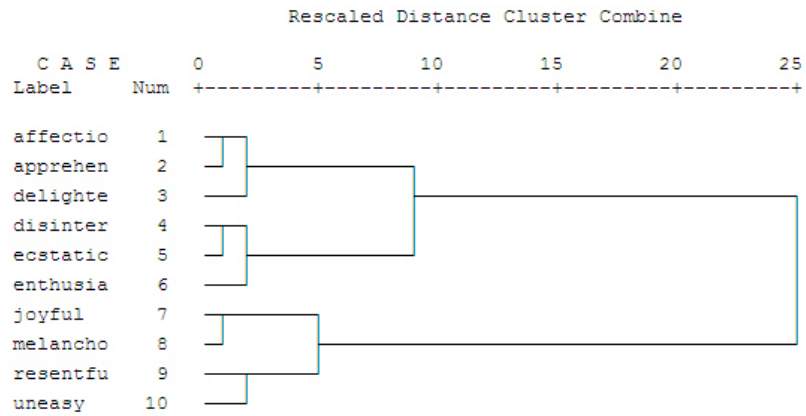 Rescaled Distance Cluster Combine
C A S E 0 5 10 15 20 25
Label Num +---------+---------+---------+---------+---------+
affectio 1
apprehen 2
delighte 3
disinter 4
ecstatic 5
enthusia 6
joyful 7
melancho 8
resentfu 9
uneasy 10